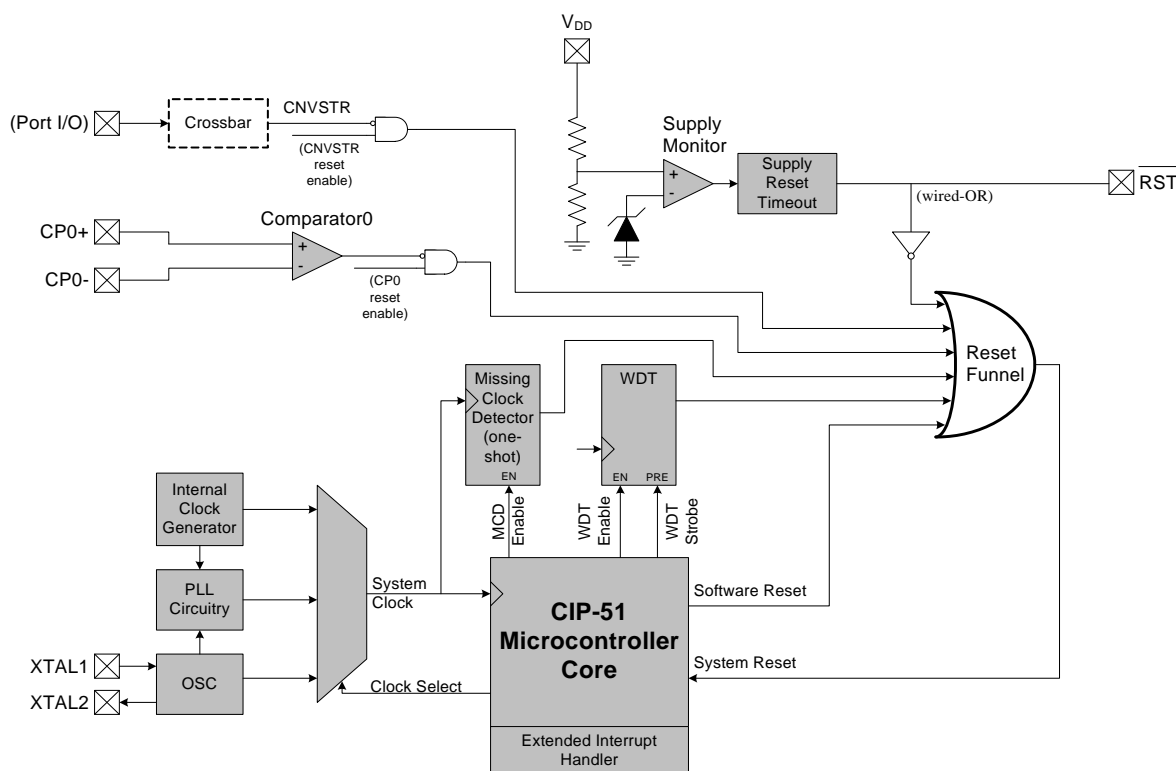 VDD
(Port I/O)
Crossbar
CNVSTR
(CNVSTR
reset
enable)
Supply
Monitor
+
-
Supply
Reset
Timeout
(wired-OR)
RST
CP0+
CP0-
Comparator0
+
-
(CP0
reset
enable)
Reset
Funnel
Missing
Clock
Detector
(one-
shot)
EN
WDT
EN
PRE
MCD
Enable
WDT
Enable
WDT
Strobe
Internal
Clock
Generator
PLL
Circuitry
OSC
XTAL1
XTAL2
System
Clock
Clock Select
CIP-51
Microcontroller
Core
Software Reset
System Reset
Extended Interrupt
Handler